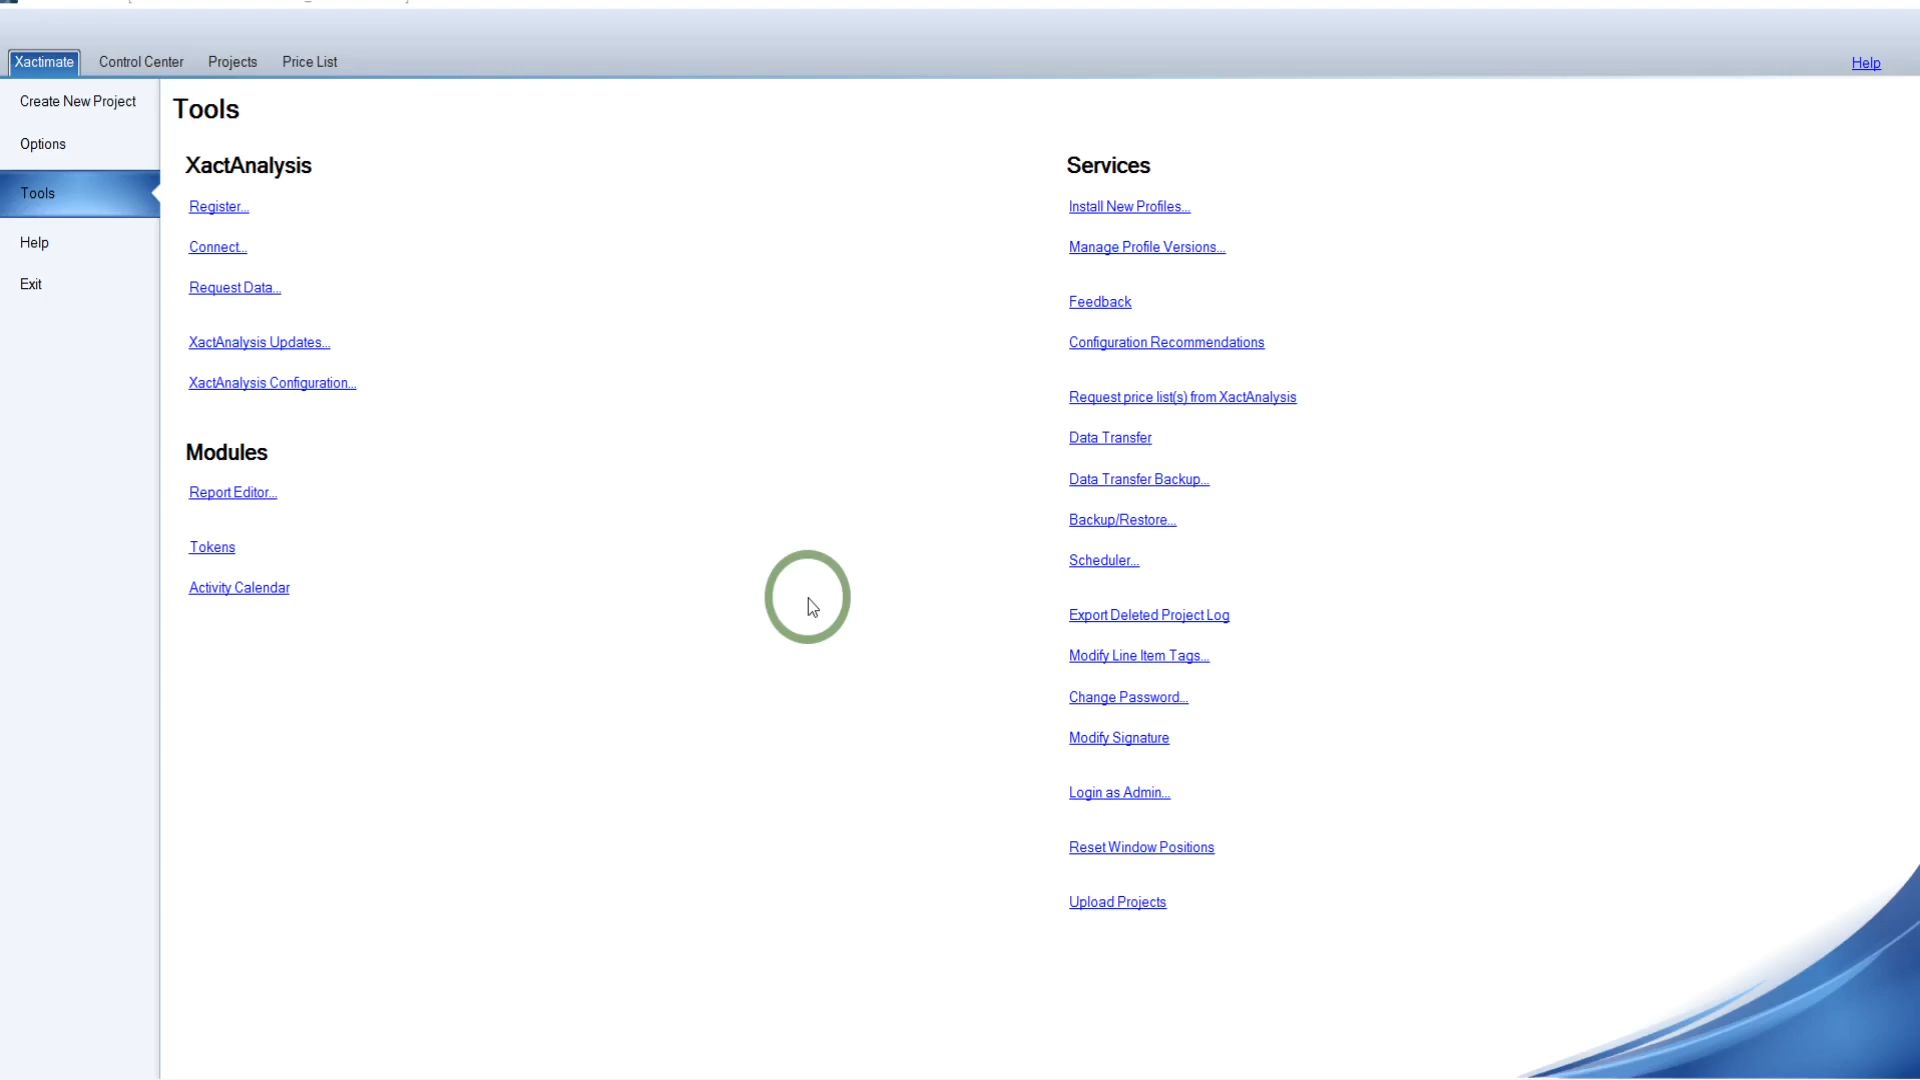 Xactimate Control Center Projects Price List Help
Create New Project
Options
Tools
Help
Exit
Tools
XactAnalysis
Register...
Connect...
Request Data...
XactAnalysis Updates...
XactAnalysis Configuration...
Modules
Report Editor...
Tokens
Activity Calendar
Services
Install New Profiles...
Manage Profile Versions...
Feedback
Configuration Recommendations
Request price list(s) from XactAnalysis
Data Transfer
Data Transfer Backup...
Backup/Restore...
Scheduler...
Export Deleted Project Log
Modify Line Item Tags...
Change Password...
Modify Signature
Login as Admin...
Reset Window Positions
Upload Projects